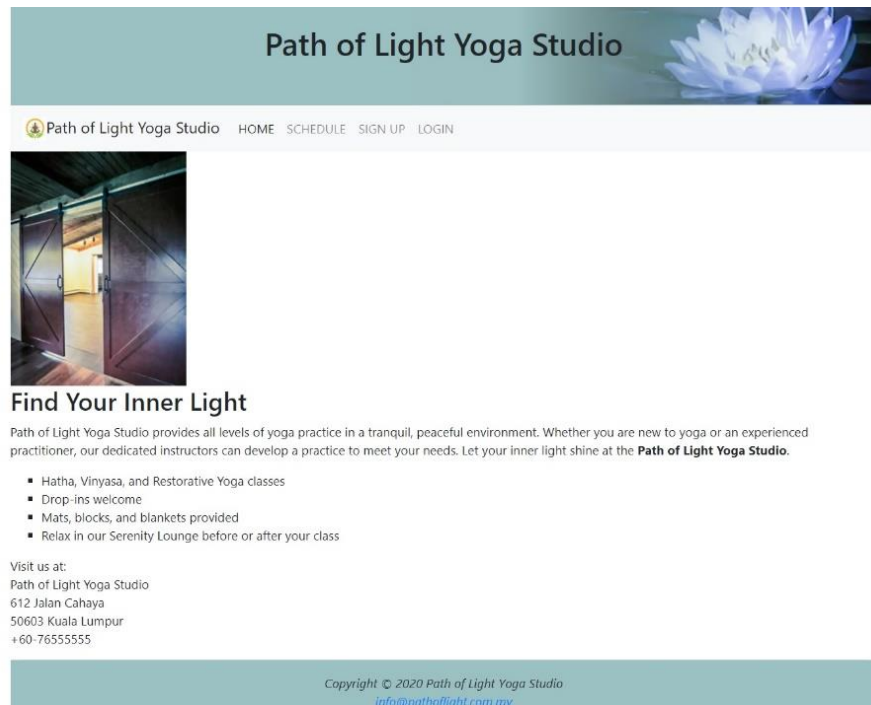 Path of Light Yoga Studio
Path of Light Yoga Studio HOME SCHEDULE SIGN UP LOGIN
Find Your Inner Light
Path of Light Yoga Studio provides all levels of yoga practice in a tranquil, peaceful environment. Whether you are new to yoga or an experienced
practitioner, our dedicated instructors can develop a practice to meet your needs. Let your inner light shine at the Path of Light Yoga Studio.
▪ Hatha, Vinyasa, and Restorative Yoga classes
▪ Drop-ins welcome
▪ Mats, blocks, and blankets provided
▪ Relax in our Serenity Lounge before or after your class
Visit us at:
Path of Light Yoga Studio
612 Jalan Cahaya
50603 Kuala Lumpur
+60-76555555
Copyright © 2020 Path of Light Yoga Studio
info@pathoflight.com.my